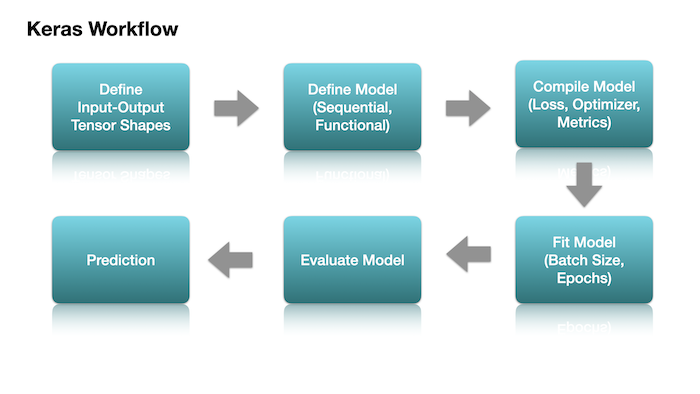 Keras Workflow
Define
Input-Output
Tensor Shapes
Define Model
(Sequential,
Functional)
Compile Model
(Loss, Optimizer,
Metrics)
Fit Model
(Batch Size,
Epochs)
Evaluate Model
Prediction